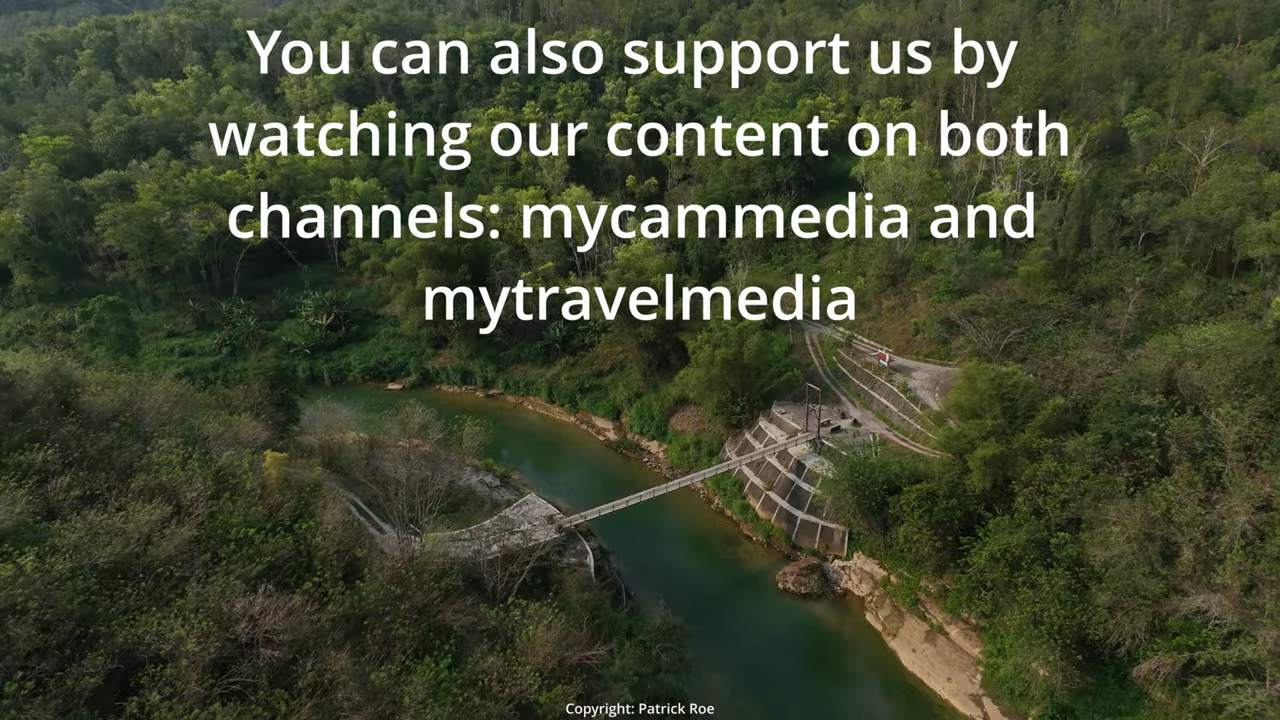 You can also support us by
watching our content on both
channels: mycammedia and
mytravelmedia
Copyright: Patrick Roe